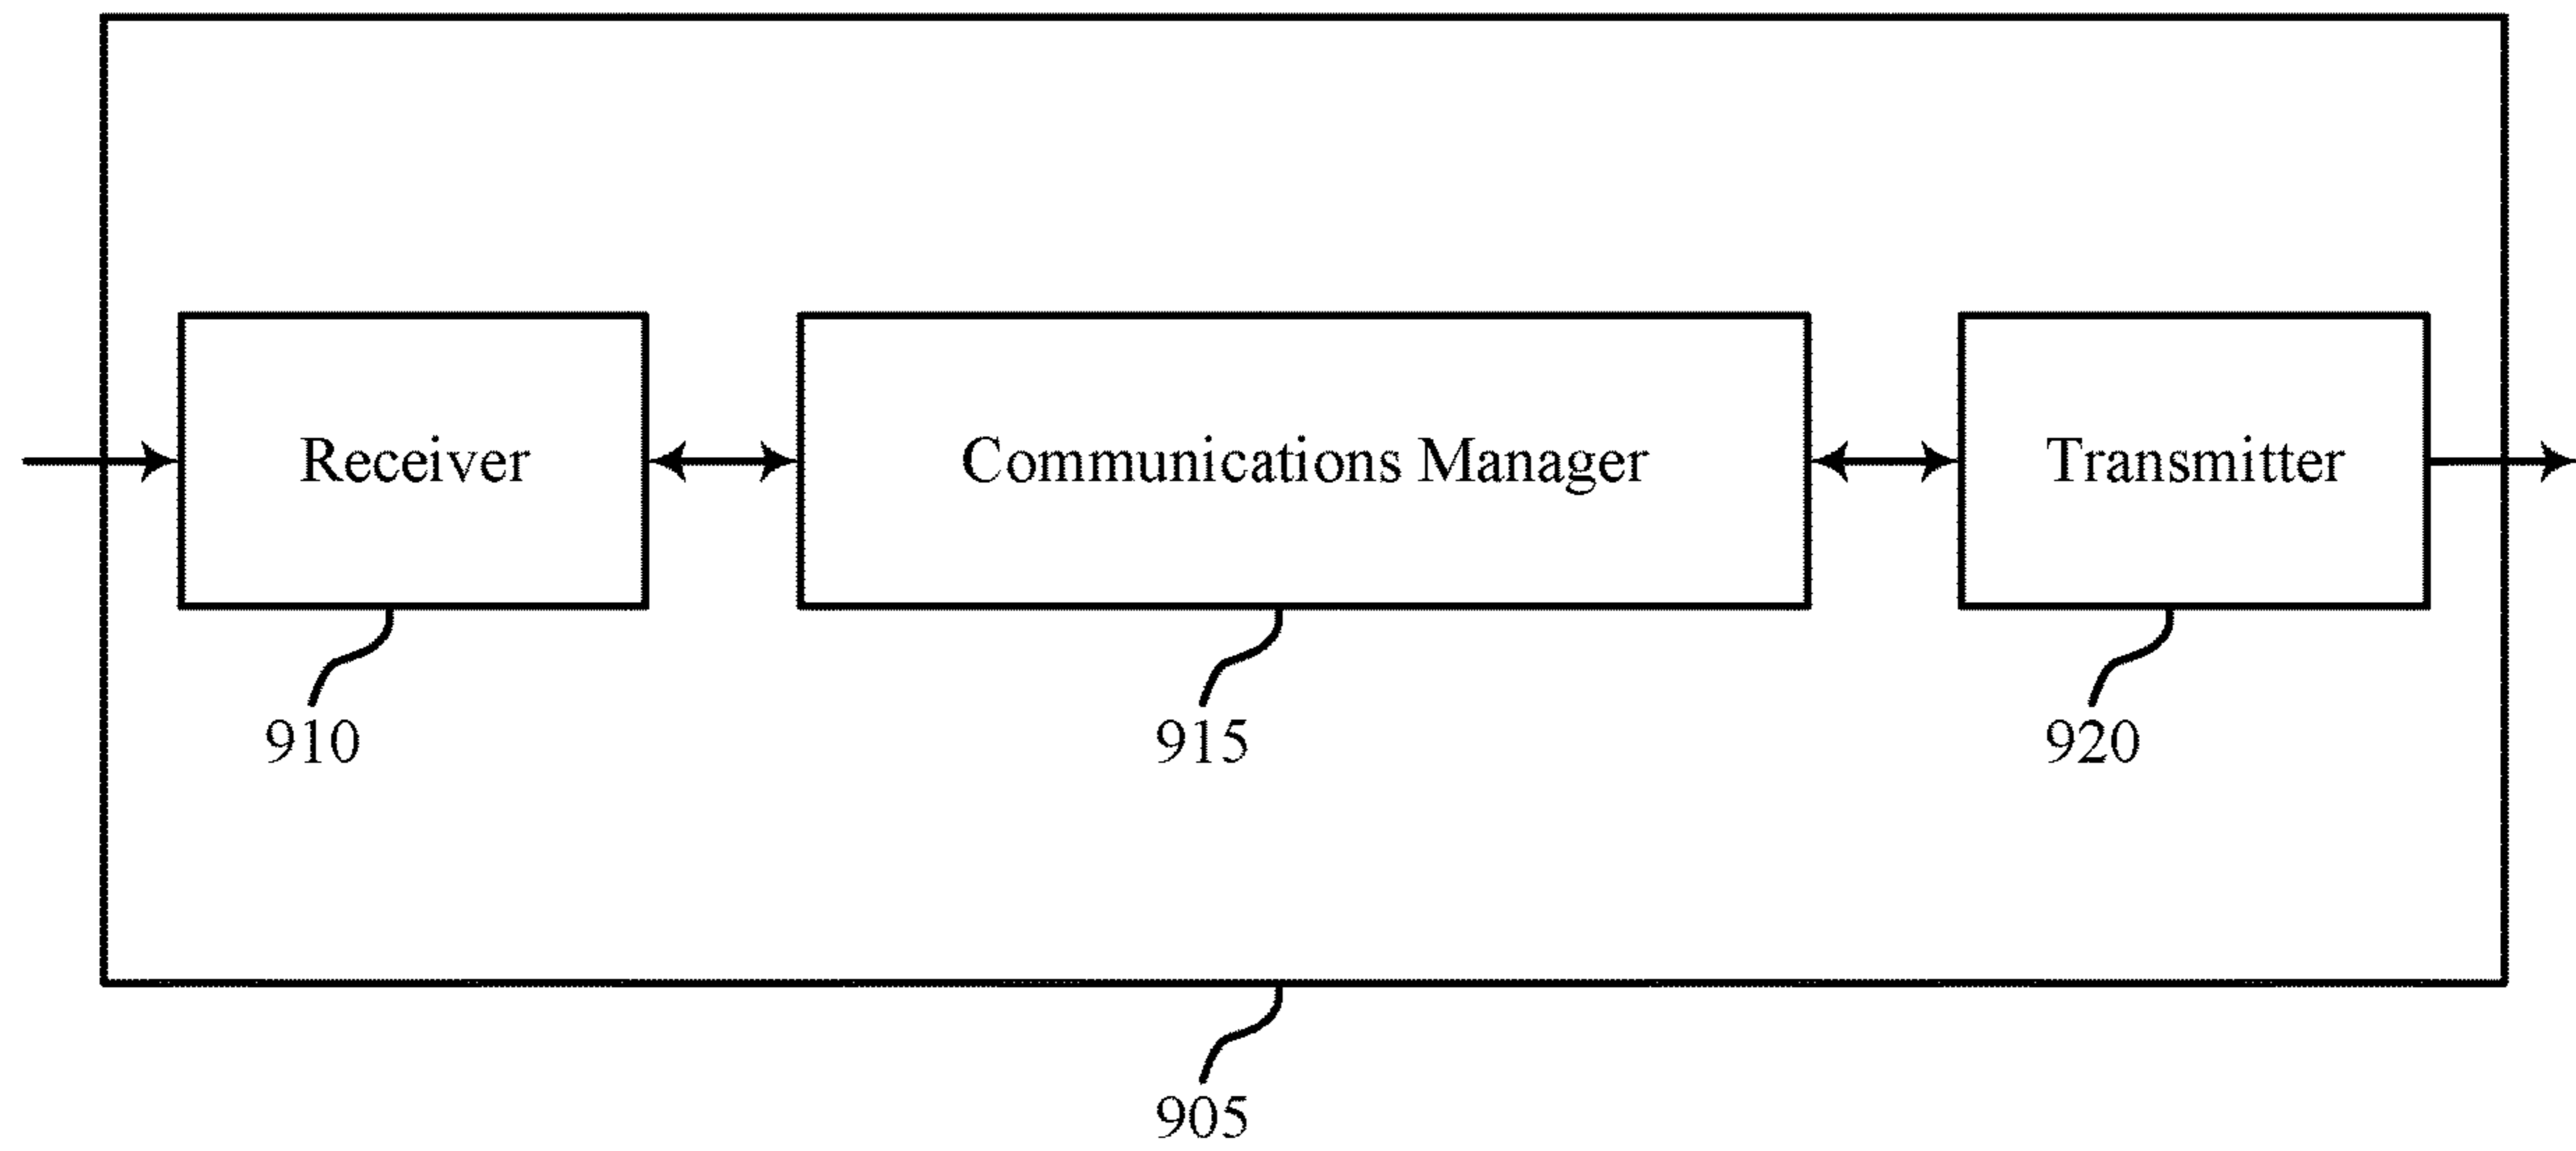 Receiver
Communications Manager
Transmitter
910
915
920
905